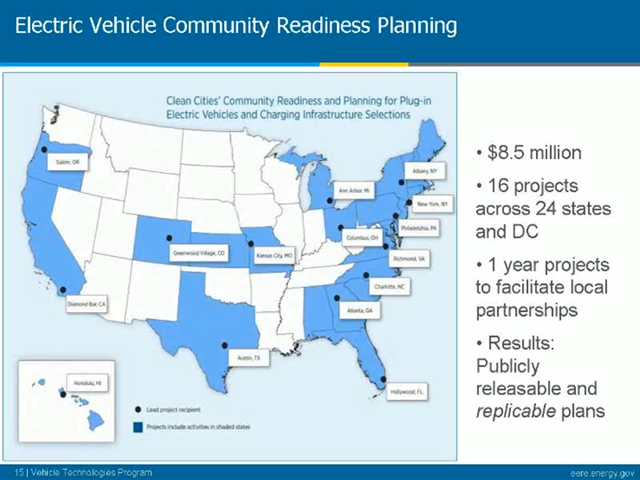 Electric Vehicle Community Readiness Planning
Clean Cities' Community Readiness and Planning for Plug-in
Electric Vehicles and Charging Infrastructure Selections
Salem, OR
Albany, NY
Ann Arbor, MI
New York, NY
Philadelphia, PA
Columbus, OH
Greenwood Village, CO
Kansas City, MO
Richmond, VA
Charlotte, NC
Diamond Bar, CA
Atlanta, GA
Austin, TX
Honolulu, HI
Hollywood, FL
Lead project recipient
Projects include activities in shaded states
• $8.5 million
• 16 projects
across 24 states
and DC
• 1 year projects
to facilitate local
partnerships
• Results:
Publicly
releasable and
replicable plans
15 | Vehicle Technologies Program
eere.energy.gov